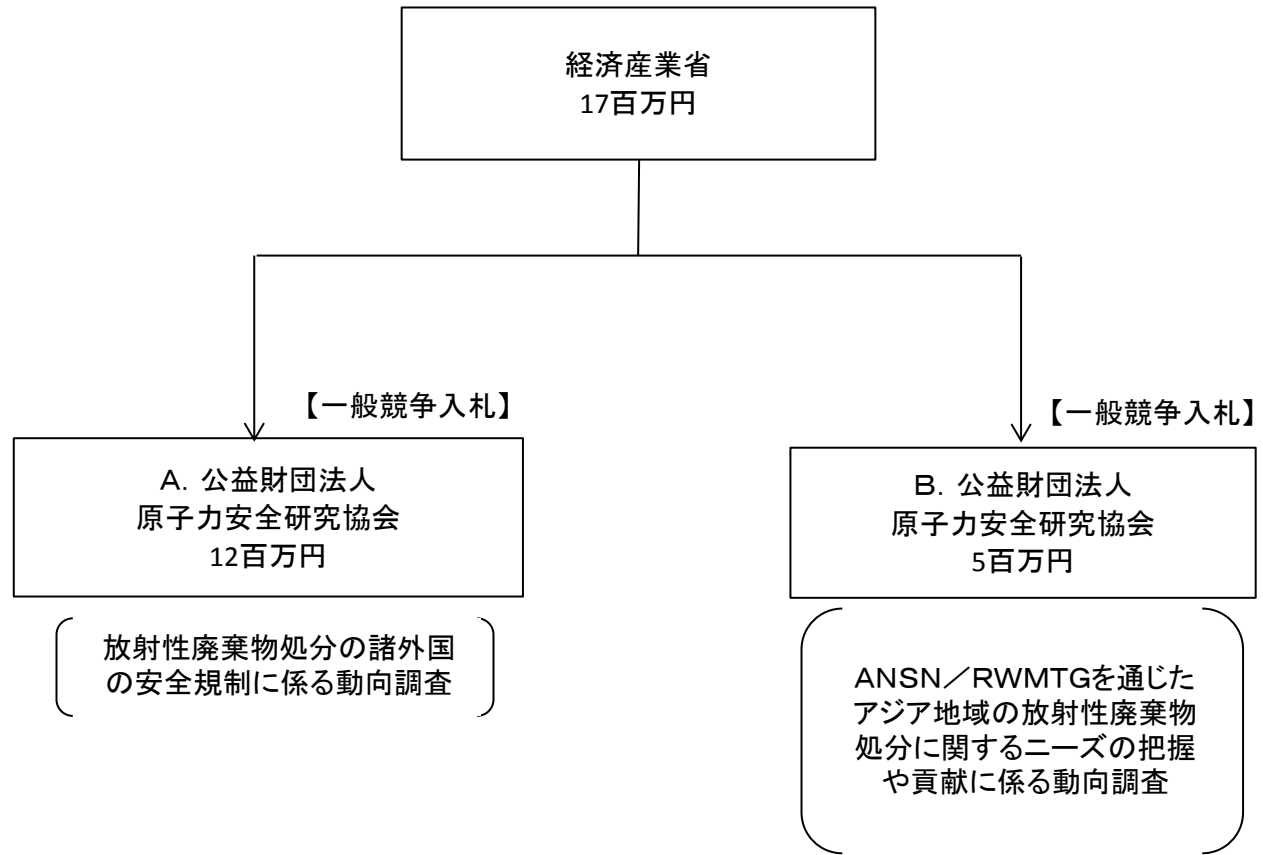 経済産業省
17百万円
【一般競争入札】
A．公益財団法人
原子力安全研究協会
12百万円
放射性廃棄物処分の諸外国
の安全規制に係る動向調査
【一般競争入札】
B．公益財団法人
原子力安全研究協会
5百万円
ANSN／RWMTGを通じた
アジア地域の放射性廃棄物
処分に関するニーズの把握
や貢献に係る動向調査